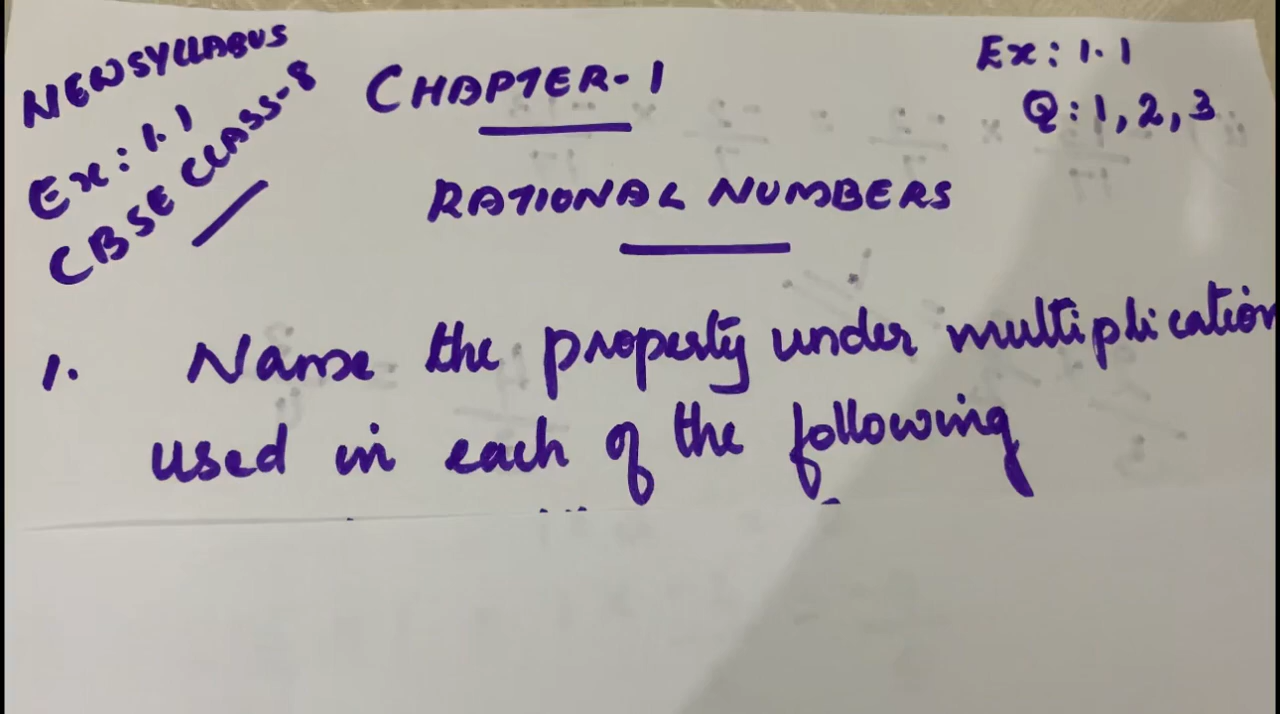 NEW SYLLABUS
Ex: 1.1
CBSE CLASS-8
CHAPTER-1
Ex: 1.1
Q: 1, 2, 3
RATIONAL NUMBERS
1. Name the property under multiplication
used in each of the following